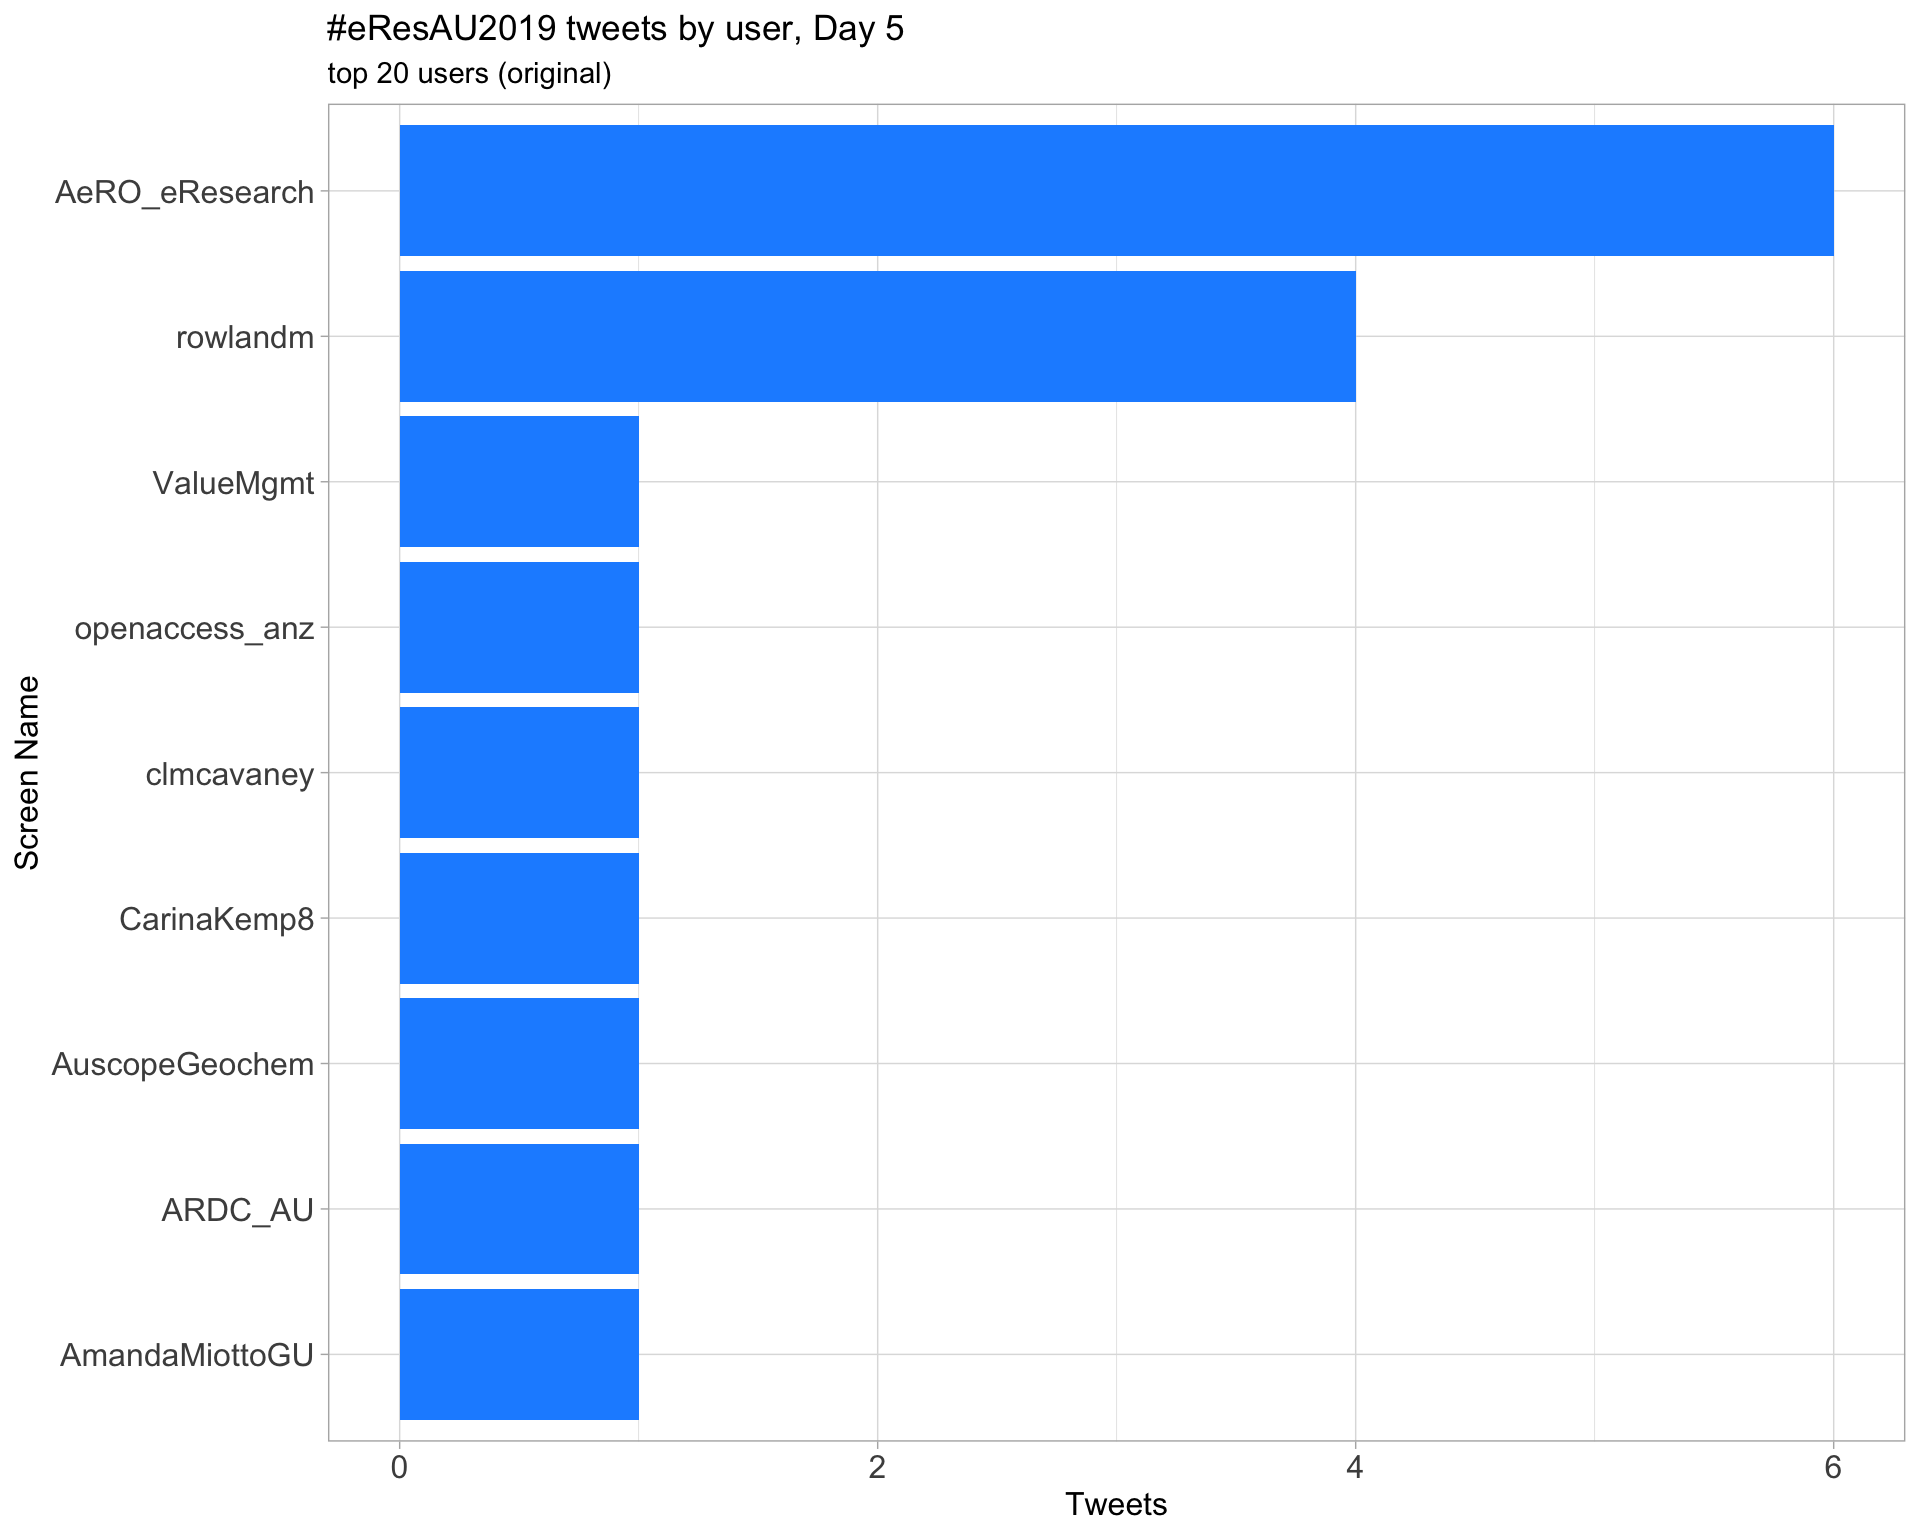 #eResAU2019 tweets by user, Day 5
top 20 users (original)
AeRO_eResearch
rowlandm
ValueMgmt
openaccess_anz
clmcavaney
CarinaKemp8
AuscopeGeochem
ARDC_AU
AmandaMiottoGU
Screen Name
0 2 4 6
Tweets